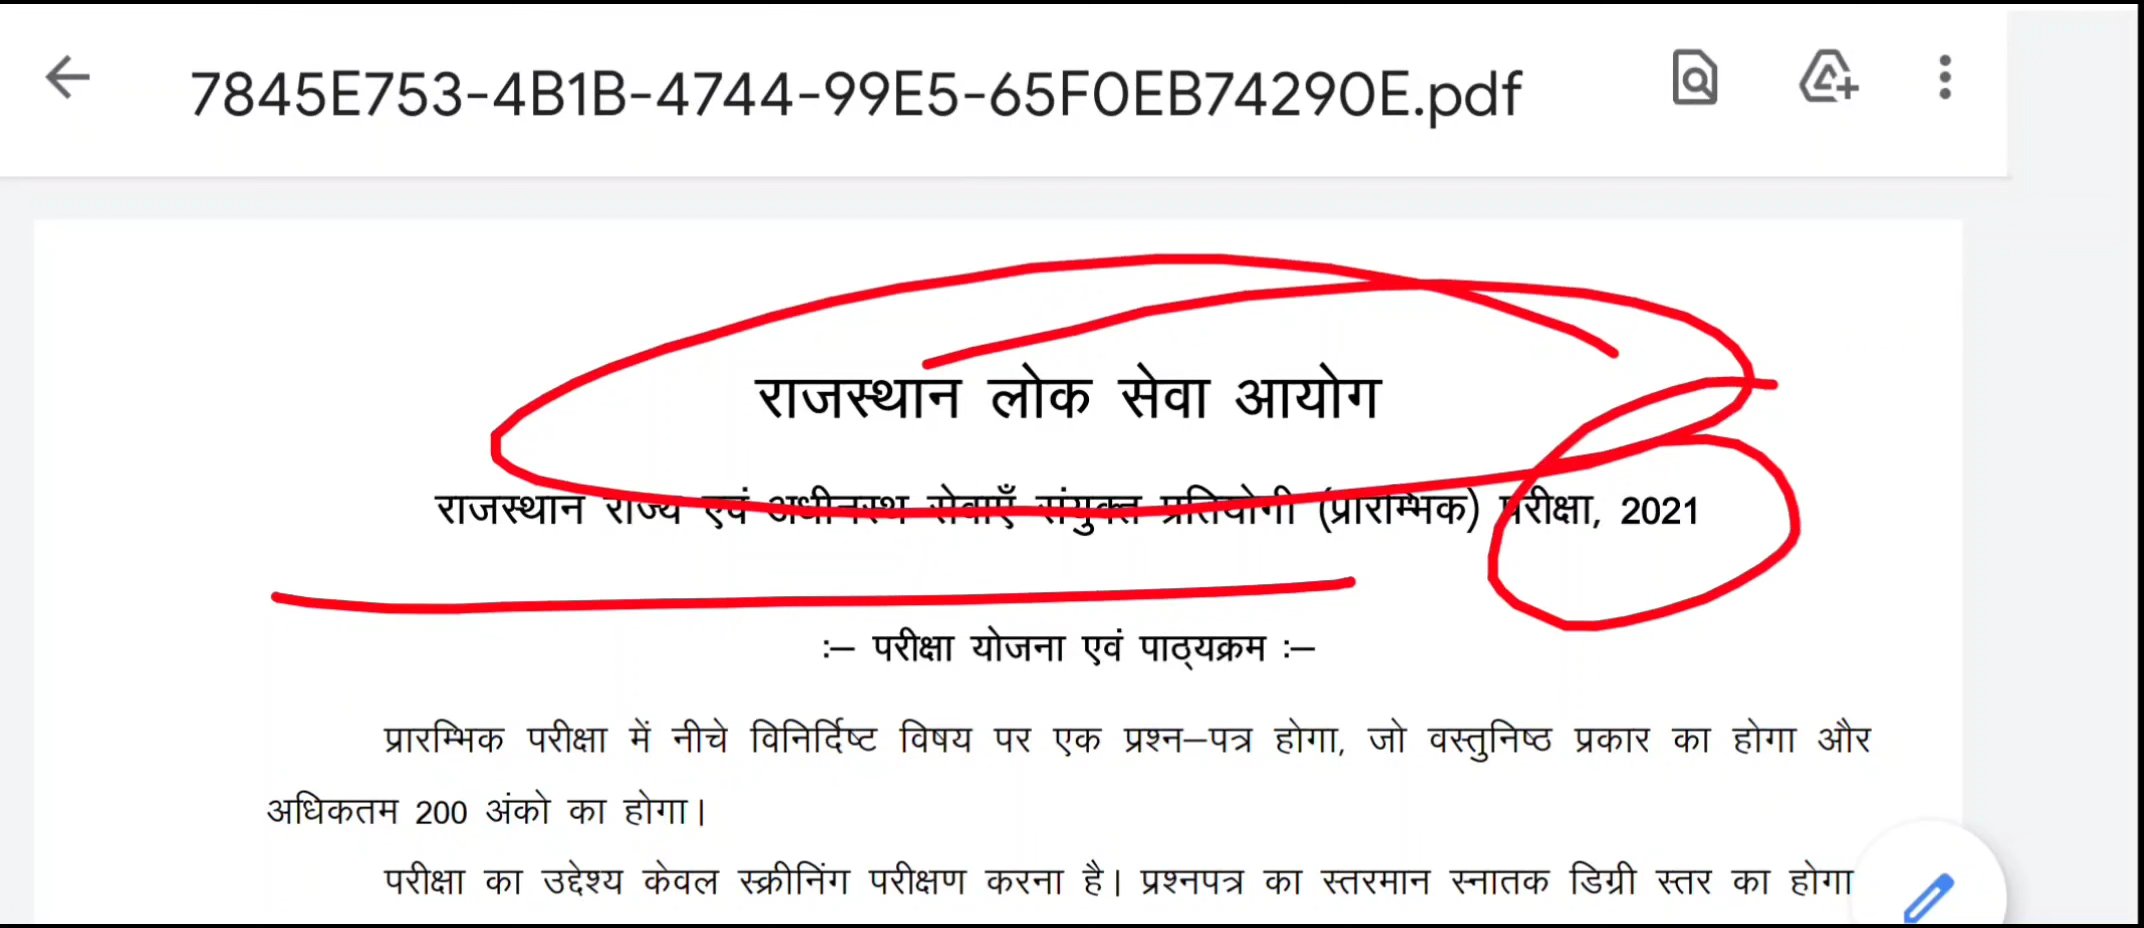 7845E753-4B1B-4744-99E5-65F0EB74290E.pdf
राजस्थान लोक सेवा आयोग
राजस्थान राज्य एवं अधीनस्थ सेवाएँ संयुक्त प्रतियोगी (प्रारम्भिक) परीक्षा, 2021
:– परीक्षा योजना एवं पाठ्यक्रम :–
प्रारम्भिक परीक्षा में नीचे विनिर्दिष्ट विषय पर एक प्रश्न–पत्र होगा, जो वस्तुनिष्ठ प्रकार का होगा और
अधिकतम 200 अंको का होगा।
परीक्षा का उद्देश्य केवल स्क्रीनिंग परीक्षण करना है। प्रश्नपत्र का स्तरमान स्नातक डिग्री स्तर का होगा